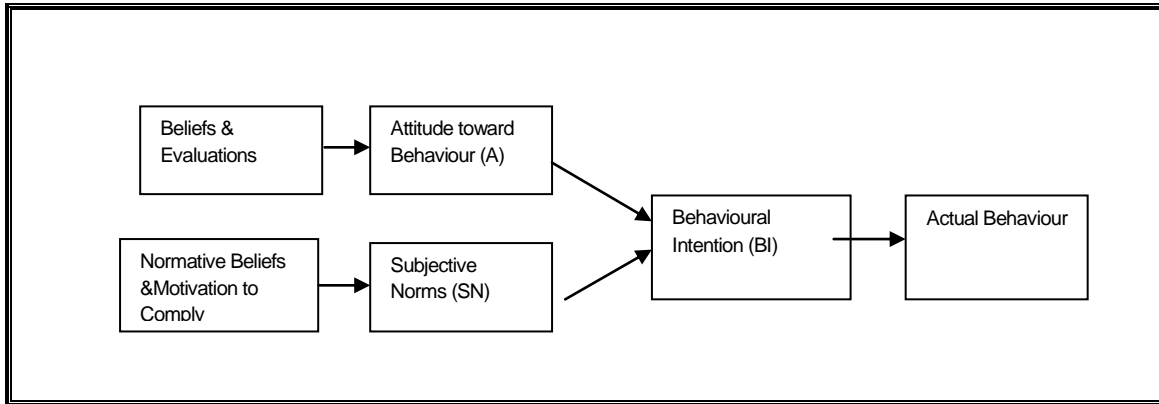 Beliefs &
Evaluations
Attitude toward
Behaviour (A)
Normative Beliefs
&Motivation to
Comply
Subjective
Norms (SN)
Behavioural
Intention (BI)
Actual Behaviour